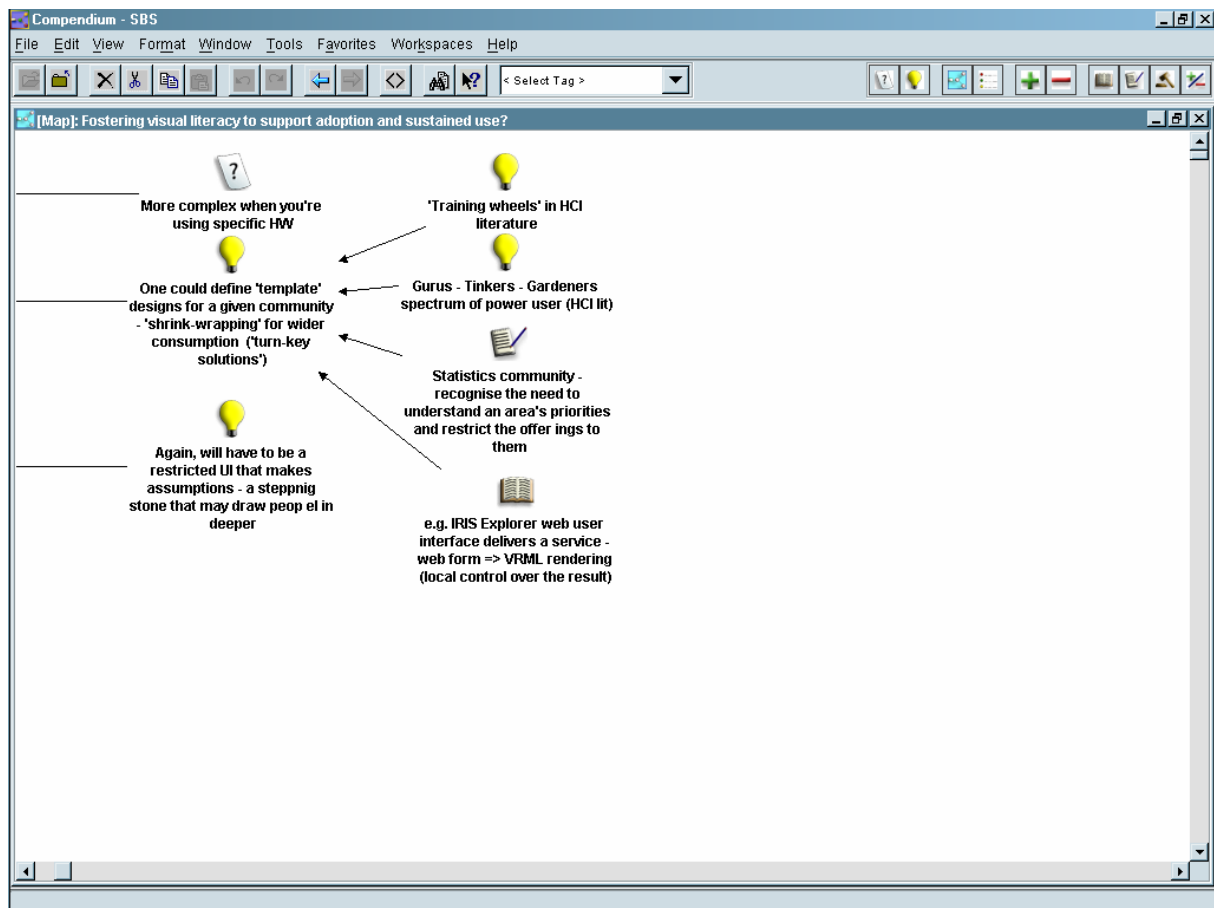 Compendium - SBS
File Edit View Format Window Tools Favorites Workspaces Help
< Select Tag >
[Map]: Fostering visual literacy to support adoption and sustained use?
More complex when you're
using specific HW
'Training wheels' in HCI
literature
One could define 'template'
designs for a given community
- 'shrink-wrapping' for wider
consumption ('turn-key
solutions')
Gurus - Tinkers - Gardeners
spectrum of power user (HCI lit)
Statistics community -
recognise the need to
understand an area's priorities
and restrict the offer ings to
them
Again, will have to be a
restricted UI that makes
assumptions - a steppnig
stone that may draw peop el in
deeper
e.g. IRIS Explorer web user
interface delivers a service -
web form => VRML rendering
(local control over the result)